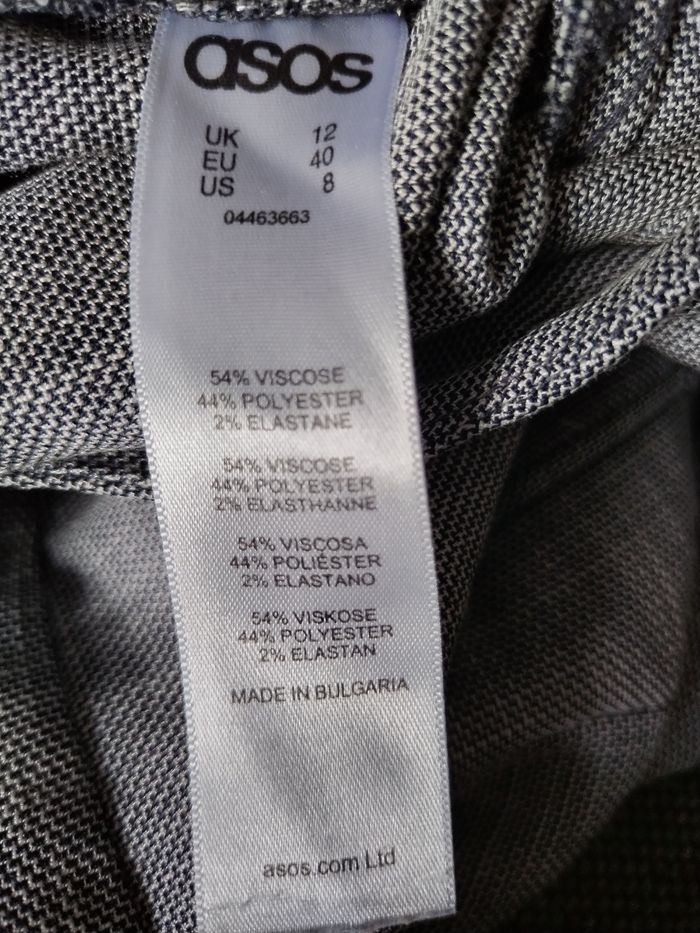 asos
UK 12
EU 40
US 8
04463663
54% VISCOSE
44% POLYESTER
2% ELASTANE
54% VISCOSE
44% POLYESTER
2% ELASTHANNE
54% VISCOSA
44% POLIÉSTER
2% ELASTANO
54% VISKOSE
44% POLYESTER
2% ELASTAN
MADE IN BULGARIA
asos.com Ltd